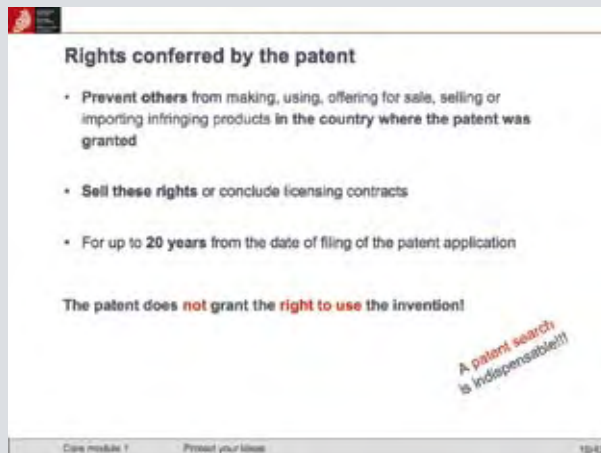 Rights conferred by the patent
• Prevent others from making, using, offering for sale, selling or
importing infringing products in the country where the patent was
granted
• Sell these rights or conclude licensing contracts
• For up to 20 years from the date of filing of the patent application
The patent does not grant the right to use the invention!
A patent search
is indispensable!!!
Core module 1 Protect your ideas